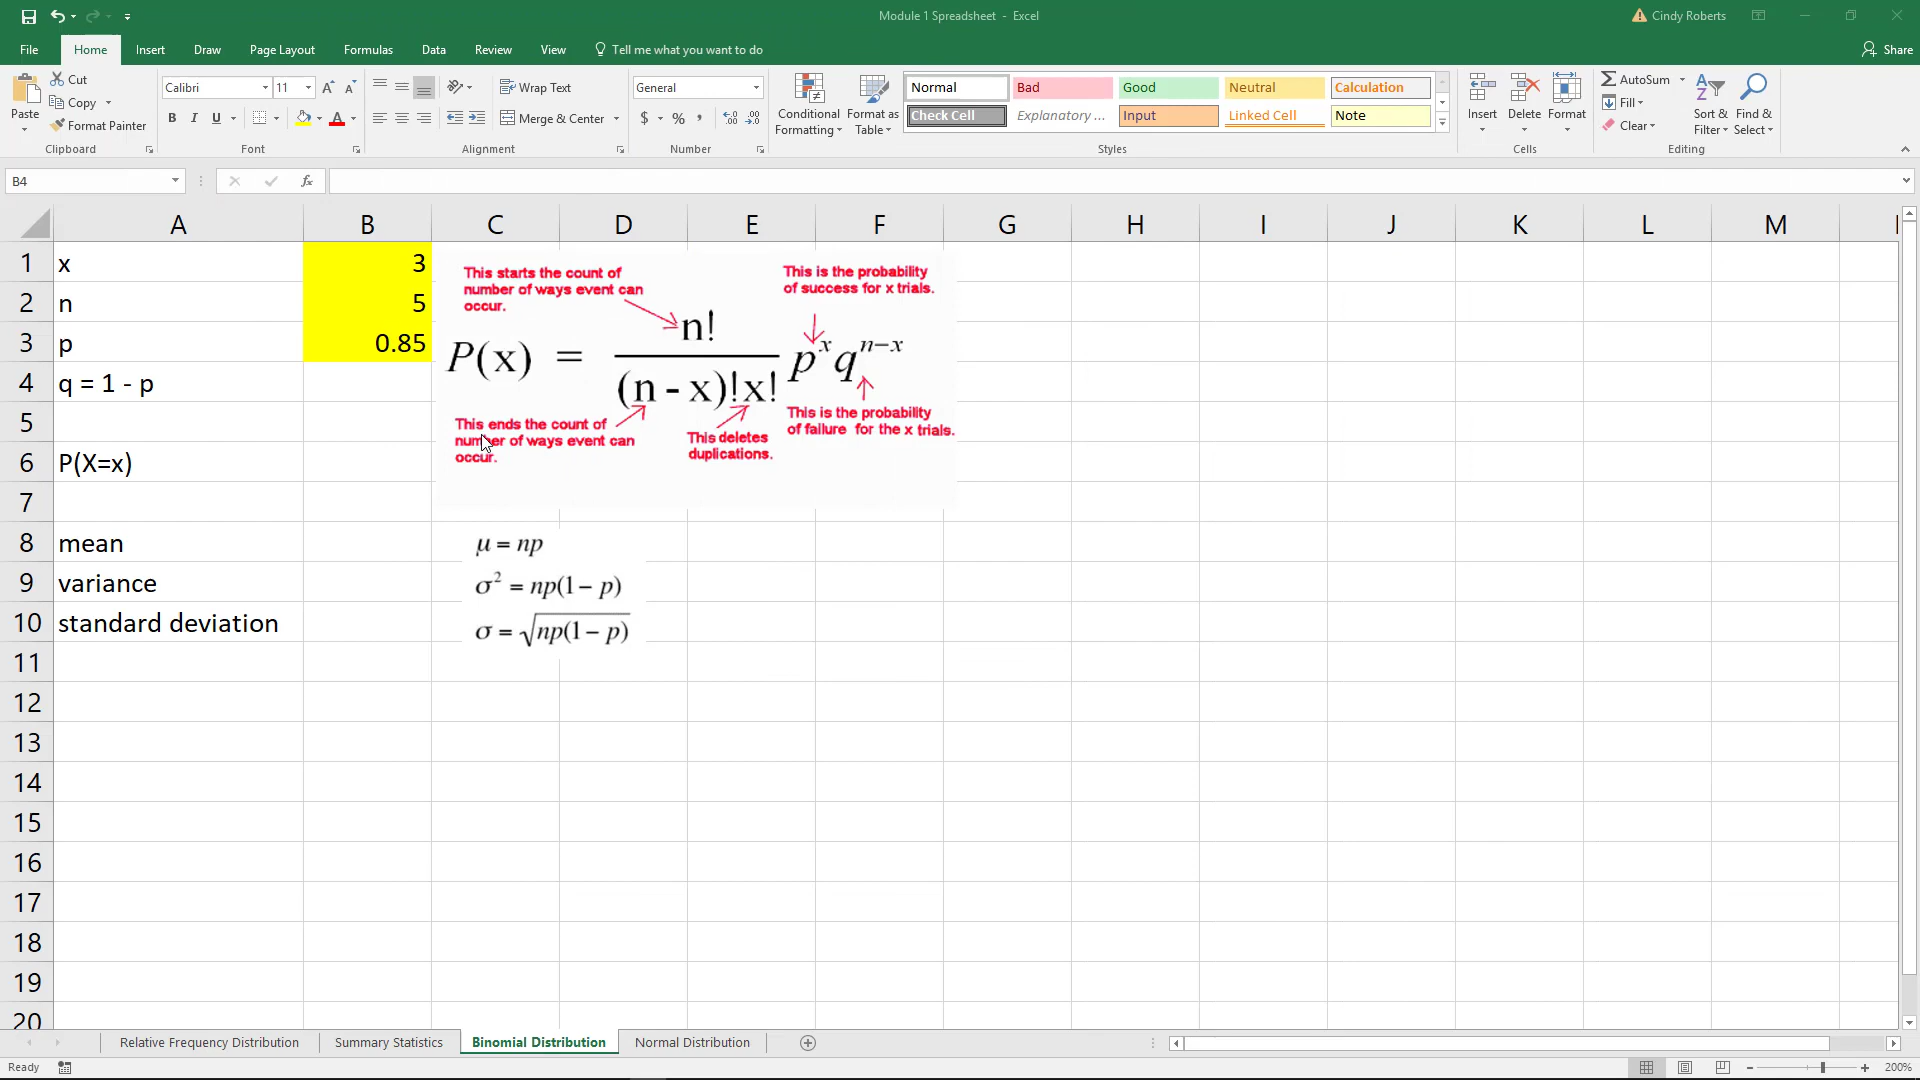 Module 1 Spreadsheet - Excel
Cindy Roberts
File Home Insert Draw Page Layout Formulas Data Review View Tell me what you want to do
Share
Paste
Cut
Copy
Format Painter
Clipboard
Calibri 11
B I U
Font
Wrap Text
Merge & Center
Alignment
General
$ % ,
Number
Conditional Formatting
Format as Table
Normal Bad Good Neutral Calculation
Check Cell Explanatory ... Input Linked Cell Note
Styles
Insert Delete Format
Cells
AutoSum
Fill
Clear
Sort & Filter
Find & Select
Editing
B4
fx
A B C D E F G H I J K L M
1 x 3
2 n 5
3 p 0.85
4 q = 1 - p
5
6 P(X=x)
7
8 mean
9 variance
10 standard deviation
11
12
13
14
15
16
17
18
19
20
This starts the count of
number of ways event can
occur.
This is the probability
of success for x trials.
P(x) = n! / (n - x)!x! p^x q^n−x
This ends the count of
number of ways event can
occur.
This deletes
duplications.
This is the probability
of failure for the x trials.
μ = np
σ² = np(1 − p)
σ = √np(1 − p)
Relative Frequency Distribution Summary Statistics Binomial Distribution Normal Distribution
Ready
200%